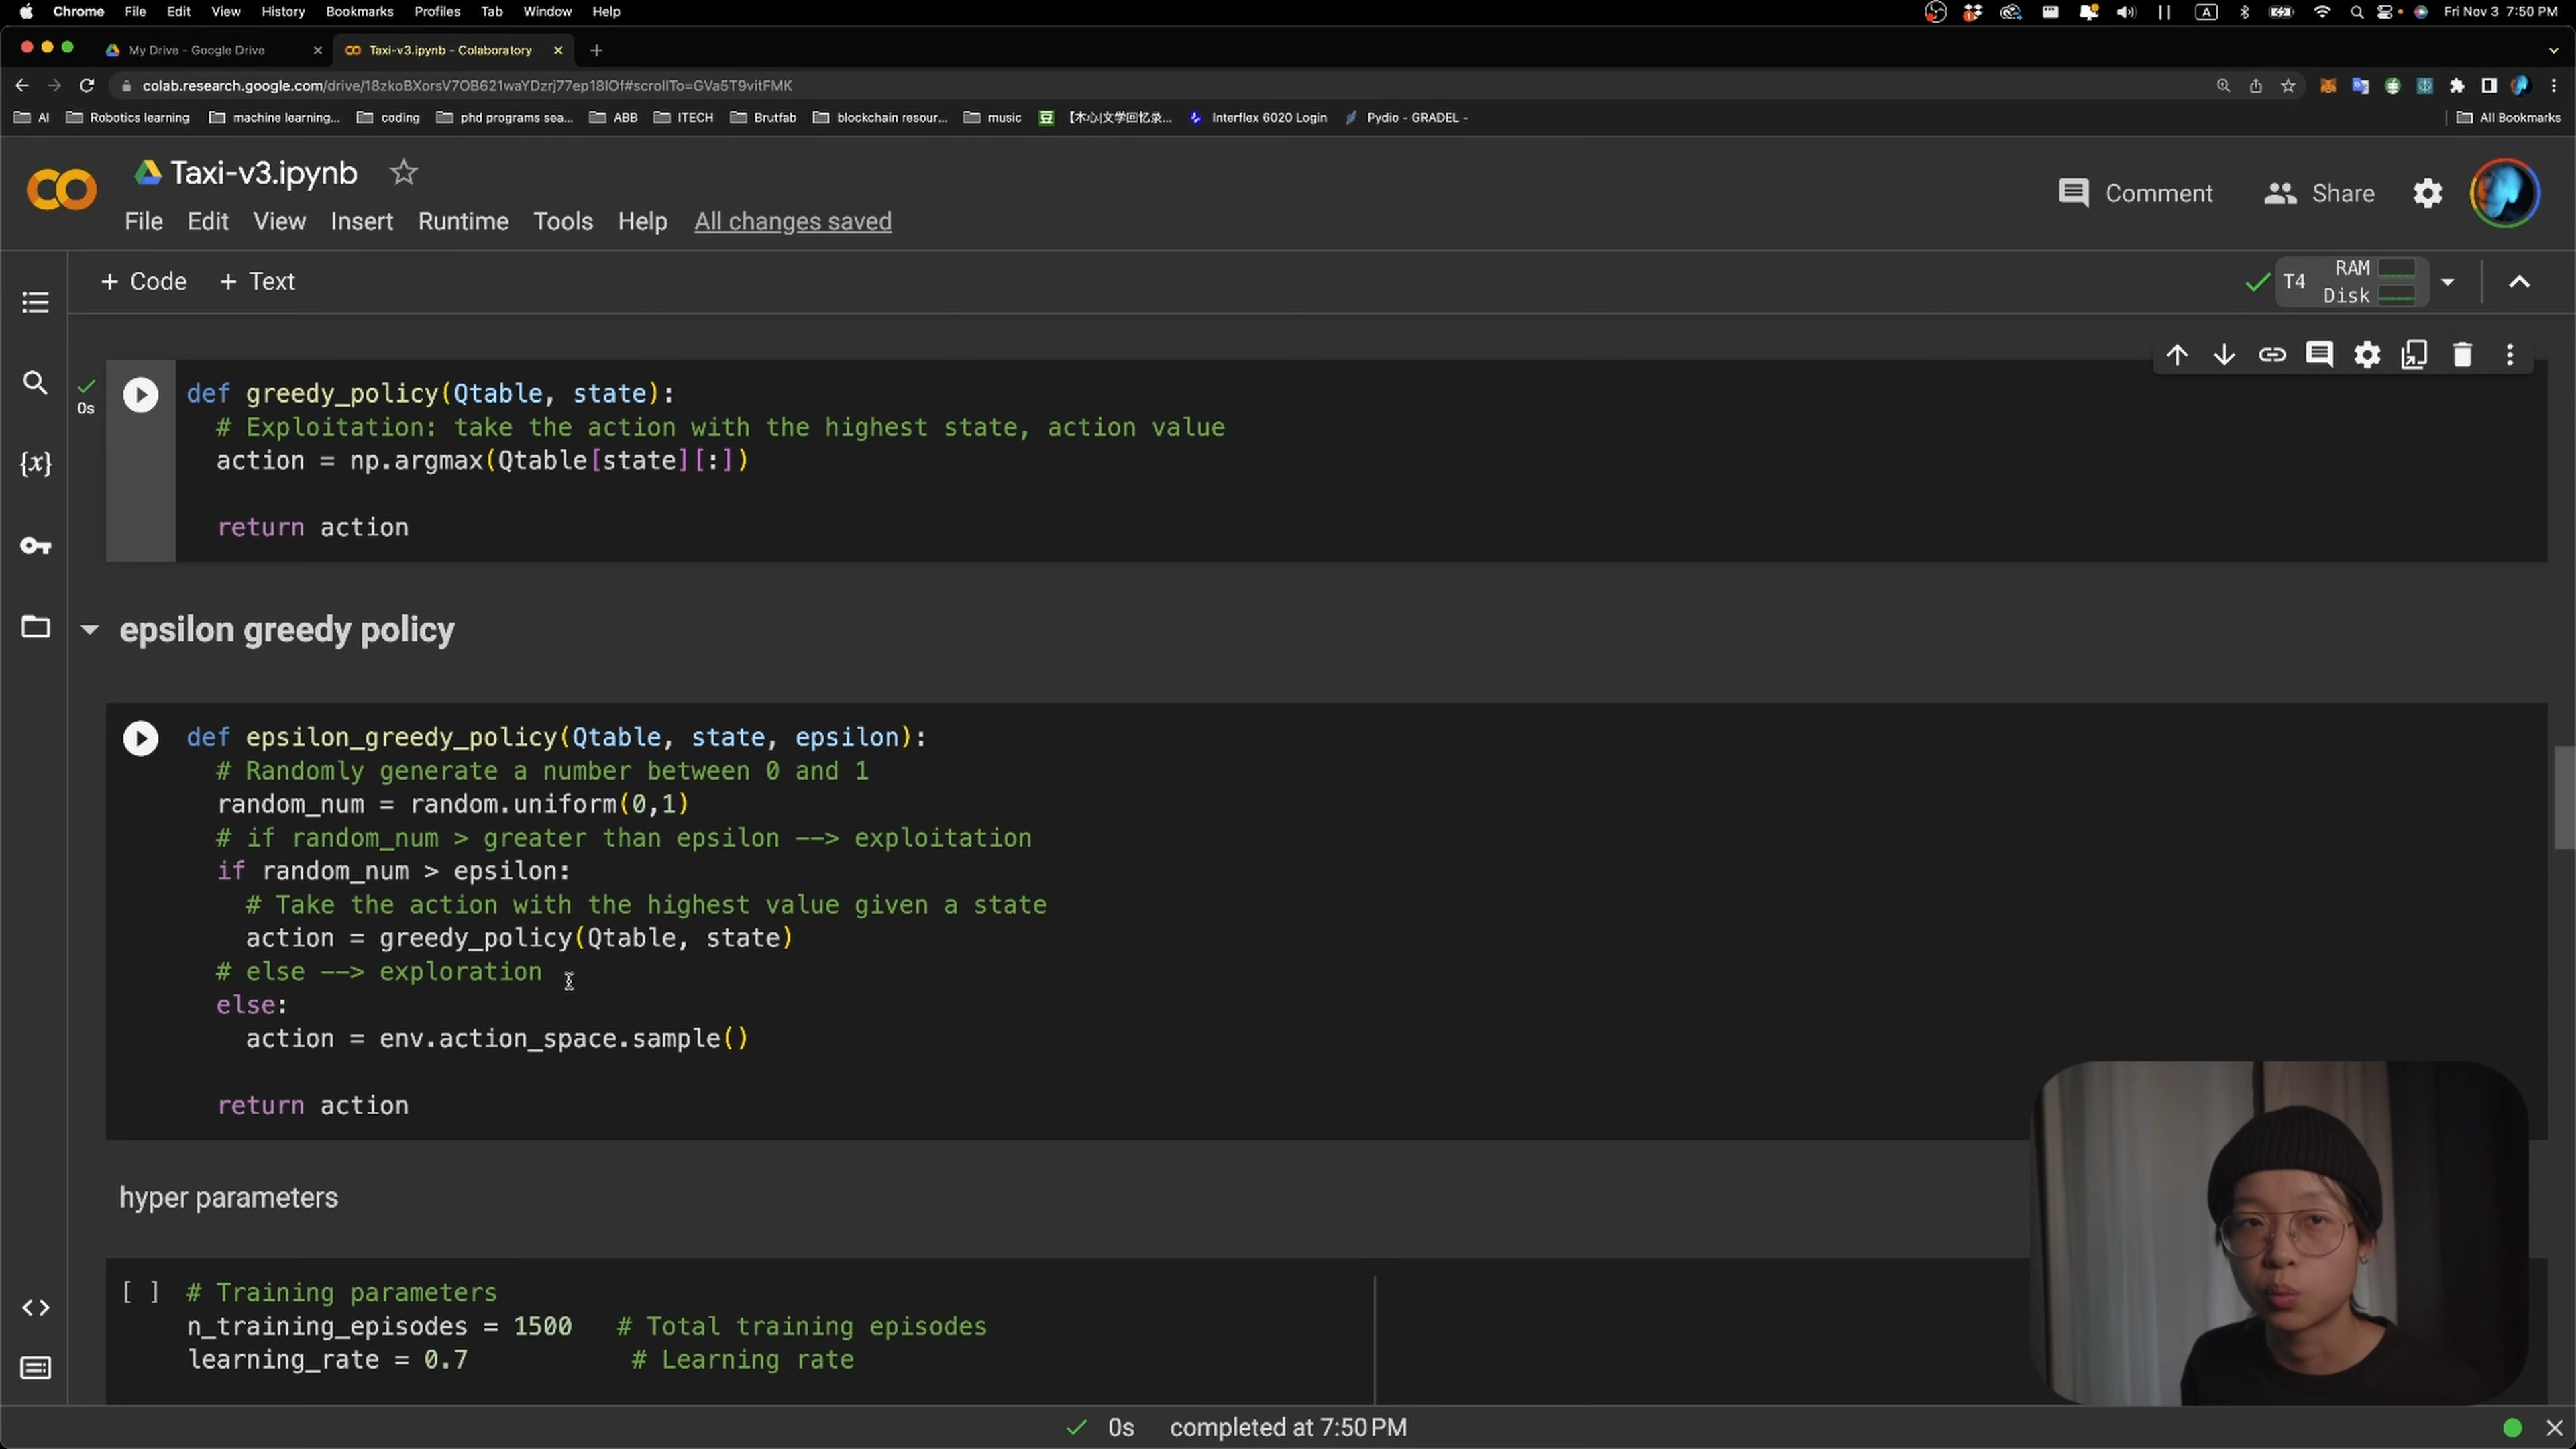 Chrome File Edit View History Bookmarks Profiles Tab Window Help
A Fri Nov 3 7:50 PM
My Drive - Google Drive
Taxi-v3.ipynb - Colaboratory
colab.research.google.com/drive/18zkoBXorsV7OB621waYDzrj77ep18lOf#scrollTo=GVa5T9vitFMK
AI Robotics learning machine learning... coding phd programs sea... ABB ITECH Brutfab blockchain resour... music 豆 【木心|文学回忆录... Interflex 6020 Login Pydio - GRADEL - All Bookmarks
CO
Taxi-v3.ipynb
Comment Share
File Edit View Insert Runtime Tools Help All changes saved
+ Code + Text
T4 RAM
Disk
{x}
0s
def greedy_policy(Qtable, state):
# Exploitation: take the action with the highest state, action value
action = np.argmax(Qtable[state][:])
return action
epsilon greedy policy
def epsilon_greedy_policy(Qtable, state, epsilon):
# Randomly generate a number between 0 and 1
random_num = random.uniform(0,1)
# if random_num > greater than epsilon --> exploitation
if random_num > epsilon:
# Take the action with the highest value given a state
action = greedy_policy(Qtable, state)
# else --> exploration
else:
action = env.action_space.sample()
return action
hyper parameters
[ ] # Training parameters
n_training_episodes = 1500 # Total training episodes
learning_rate = 0.7 # Learning rate
0s completed at 7:50 PM